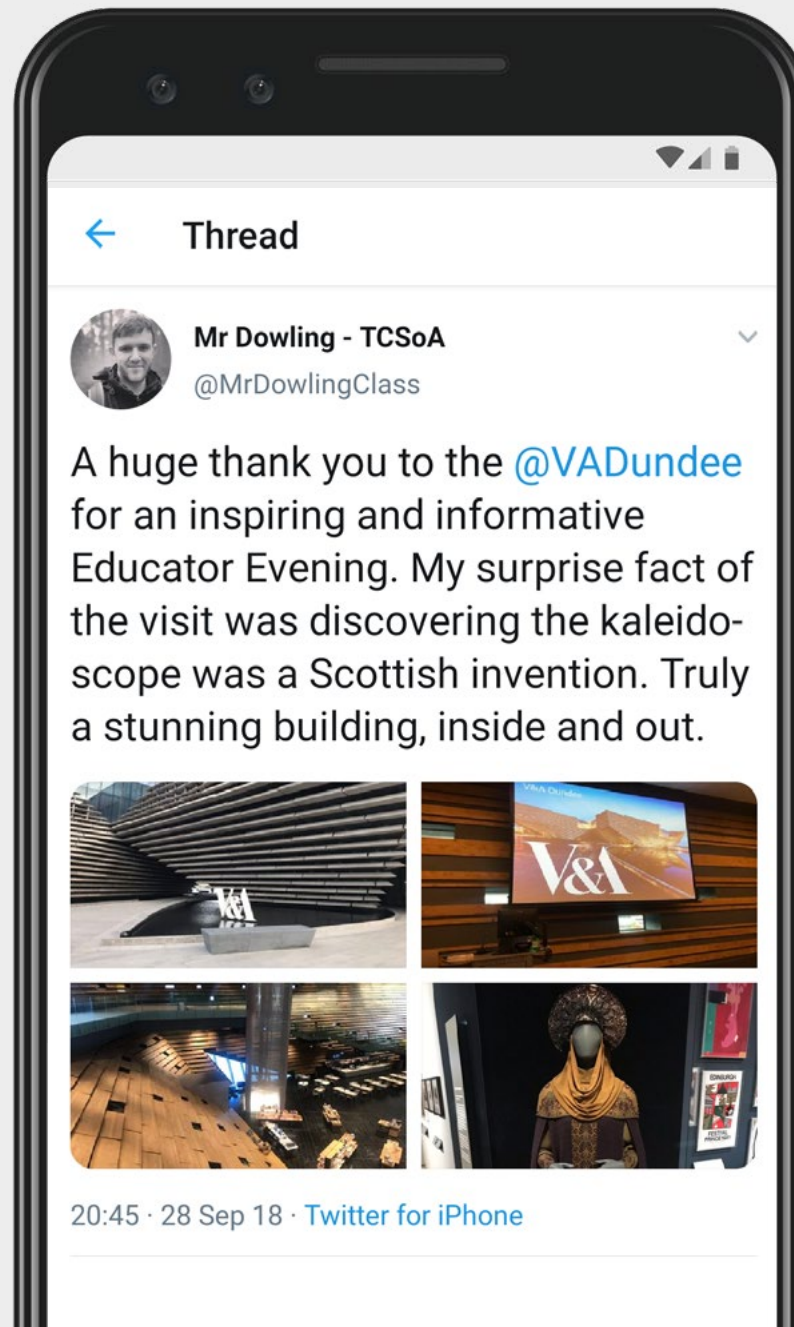 Thread
Mr Dowling - TCSoA
@MrDowlingClass
A huge thank you to the @VADundee
for an inspiring and informative
Educator Evening. My surprise fact of
the visit was discovering the kaleido-
scope was a Scottish invention. Truly
a stunning building, inside and out.
V&A
V&A Dundee
V&A
EDINBURGH
FESTIVAL
20:45 · 28 Sep 18 · Twitter for iPhone